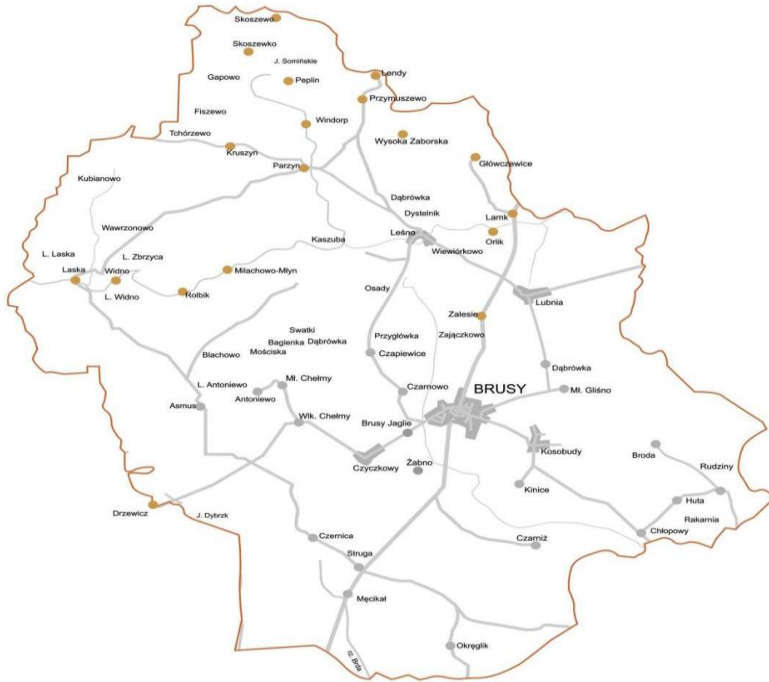 Skoszewo
Skoszewko
J. Somińskie
Gapowo
Peplin
Lendy
Przymuszewo
Fiszewo
Windorp
Tchórzewo
Wysoka Zaborska
Kruszyn
Główczewice
Parzyn
Kubianowo
Dąbrówka
Dystelnik
Lamk
Wawrzonowo
Leśno
Orlik
Kaszuba
Wiewiórkowo
L. Laska
L. Zbrzyca
Laska
Widno
Milachowo-Młyn
Osady
L. Widno
Rolbik
Lubnia
Zalesie
Swatki
Przygłówka
Zajączkowo
Bagienka
Dąbrówka
Mościska
Blachowo
Czapiewice
Dąbrówka
L. Antoniewo
Mł. Chełmy
Czarnowo
BRUSY
Mł. Gliśno
Antoniewo
Asmus
Wlk. Chełmy
Brusy Jaglie
Kosobudy
Broda
Czyczkowy
Żabno
Rudziny
Kinice
Huta
Drzewicz
J. Dybrzk
Rakarnia
Chłopowy
Czernica
Czarniż
Struga
Męcikał
Okręglik
rz. Brda